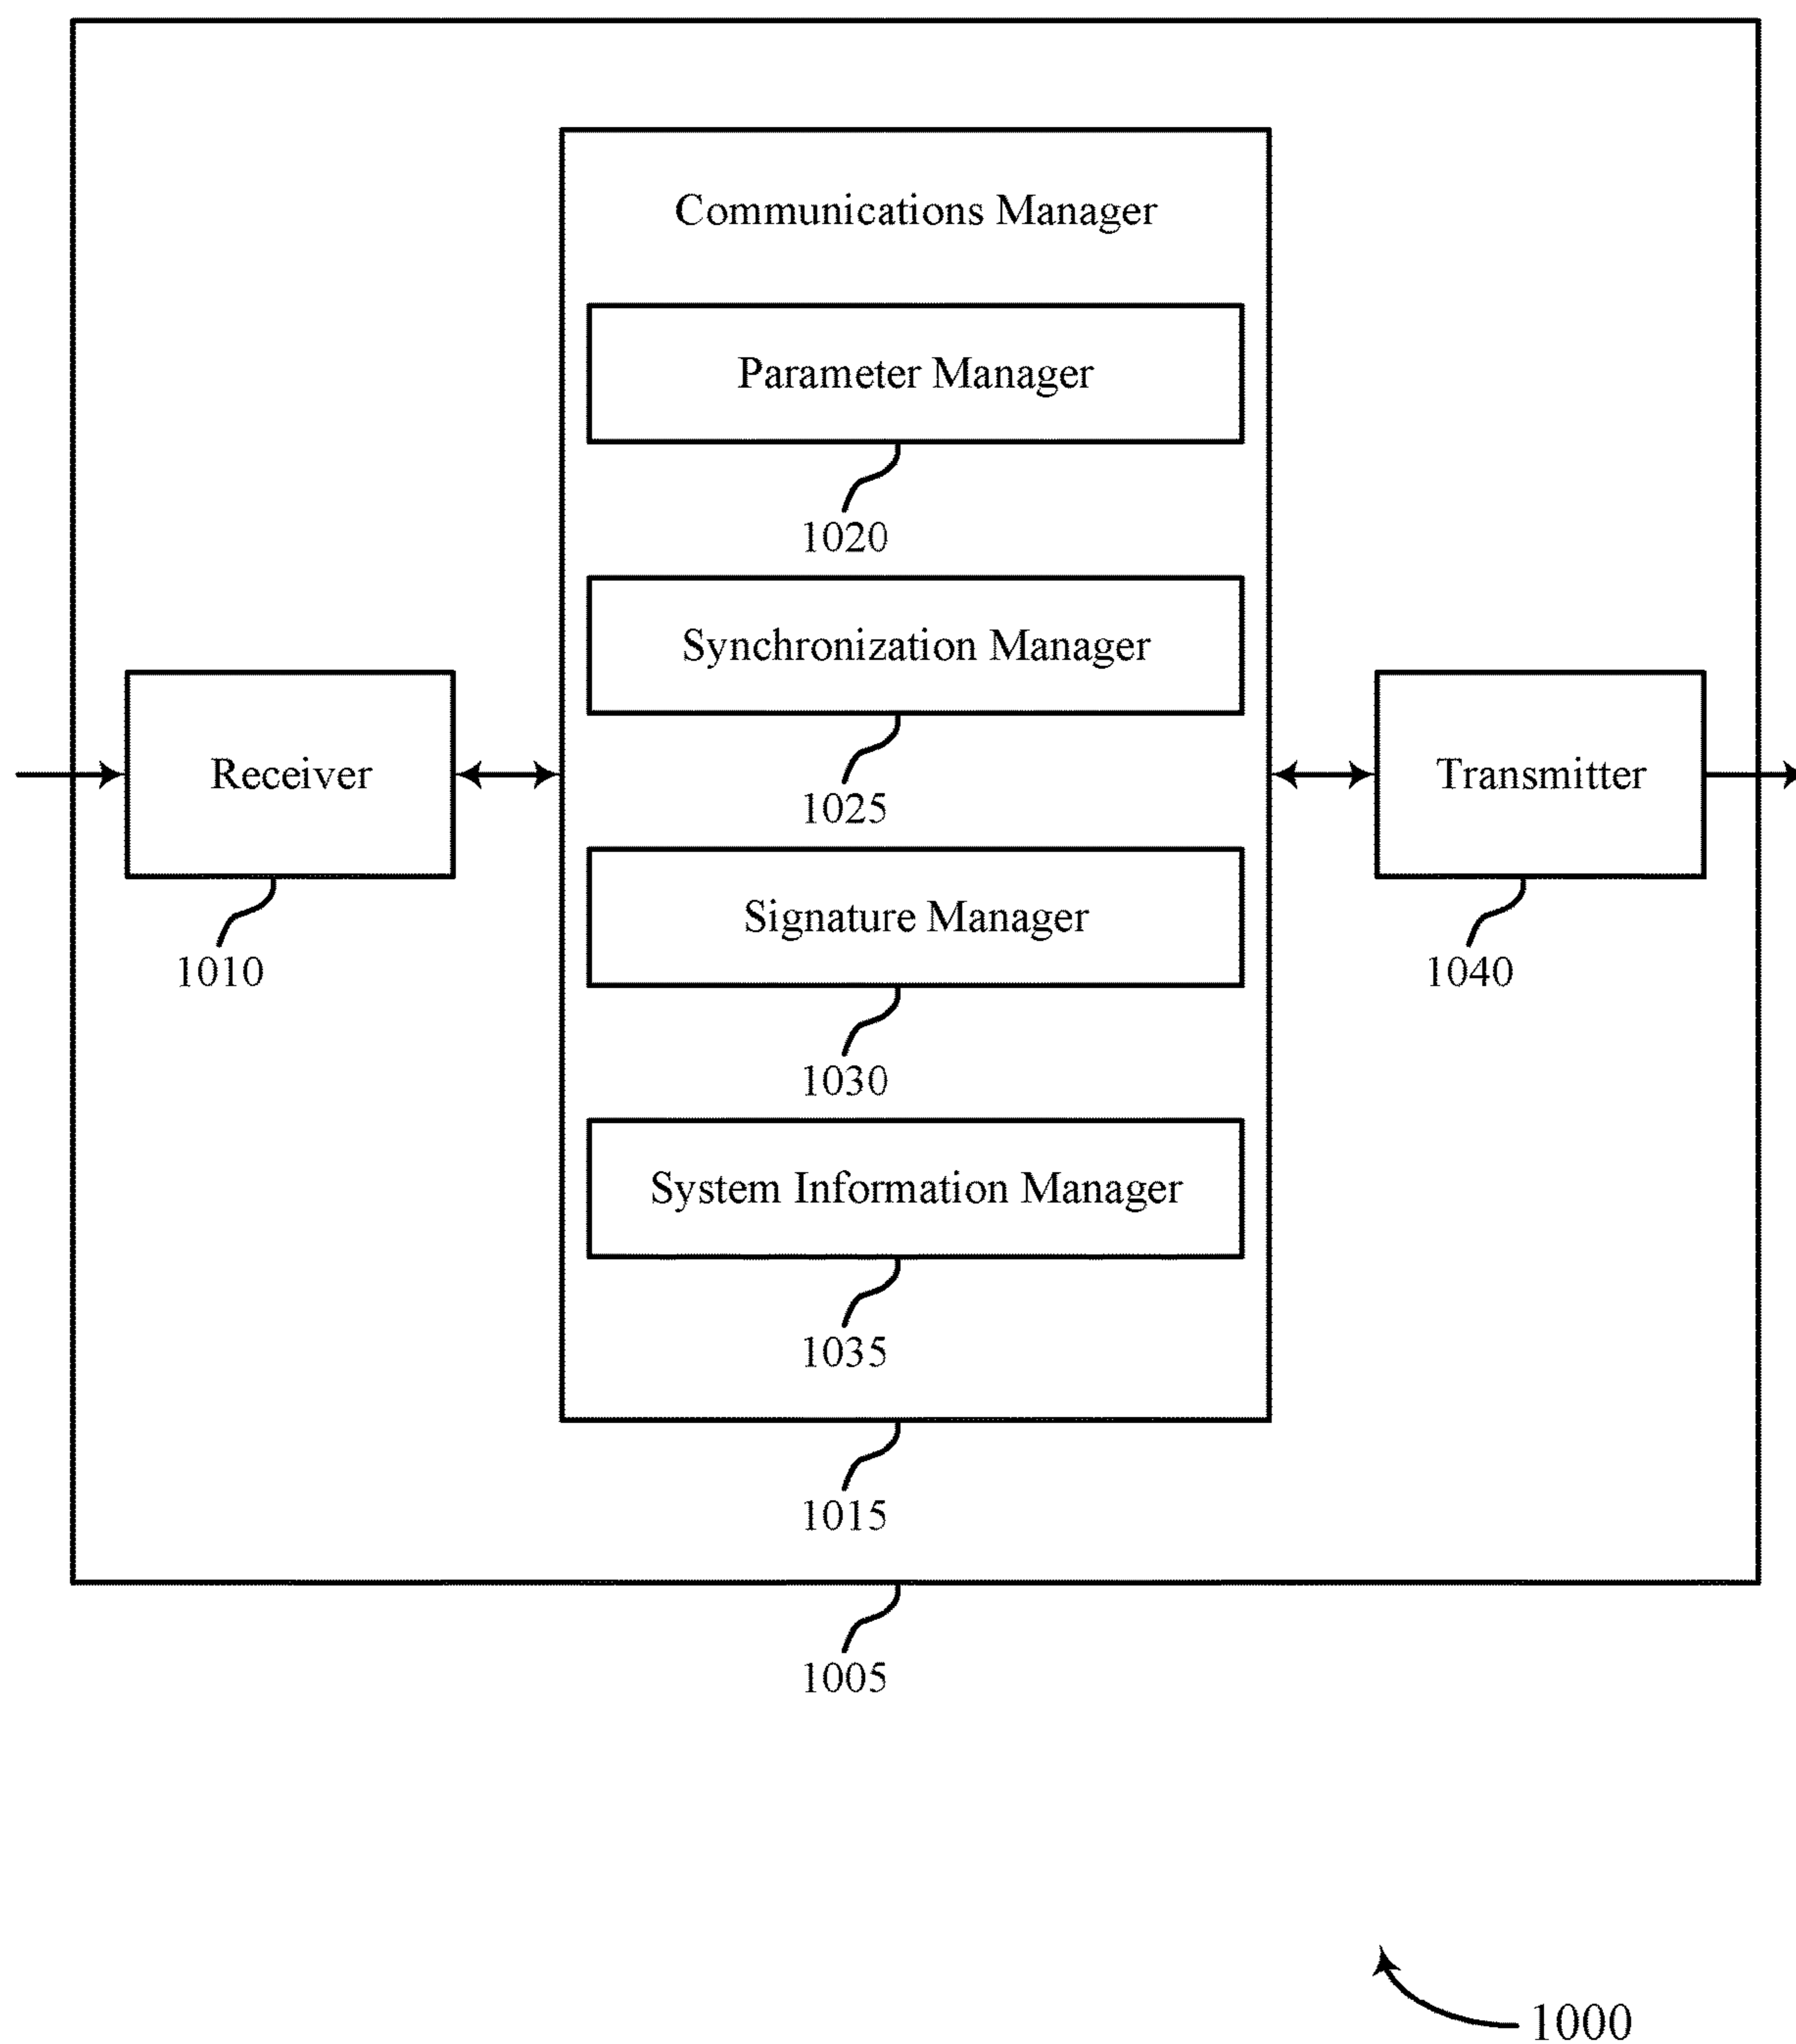 Communications Manager
Parameter Manager
1020
Synchronization Manager
1025
Receiver
1010
Transmitter
1040
Signature Manager
1030
System Information Manager
1035
1015
1005
1000